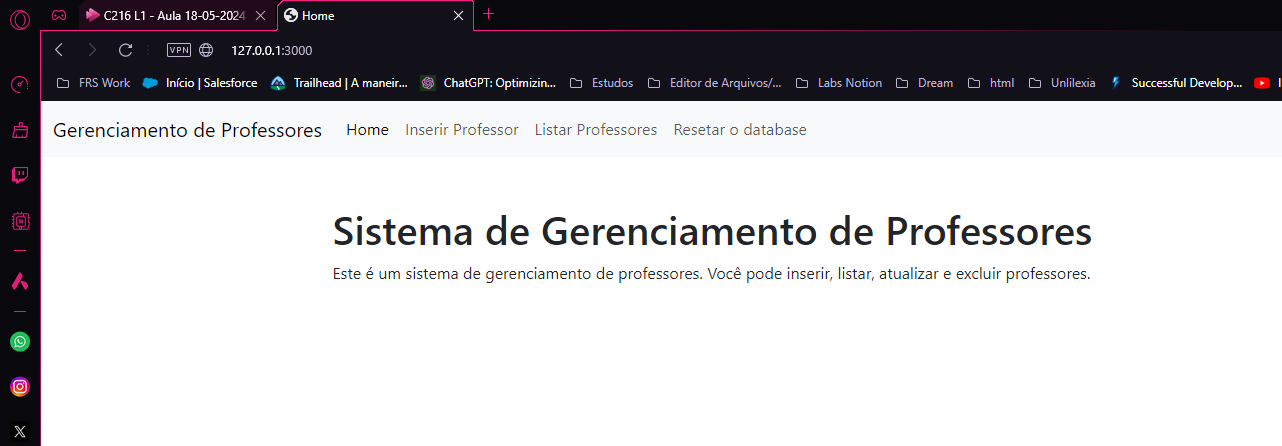 C216 L1 - Aula 18-05-2024
Home
VPN
127.0.0.1:3000
FRS Work
Início | Salesforce
Trailhead | A maneir...
ChatGPT: Optimizin...
Estudos
Editor de Arquivos/...
Labs Notion
Dream
html
Unilexia
Successful Develop...
Gerenciamento de Professores
Home
Inserir Professor
Listar Professores
Resetar o database
Sistema de Gerenciamento de Professores
Este é um sistema de gerenciamento de professores. Você pode inserir, listar, atualizar e excluir professores.